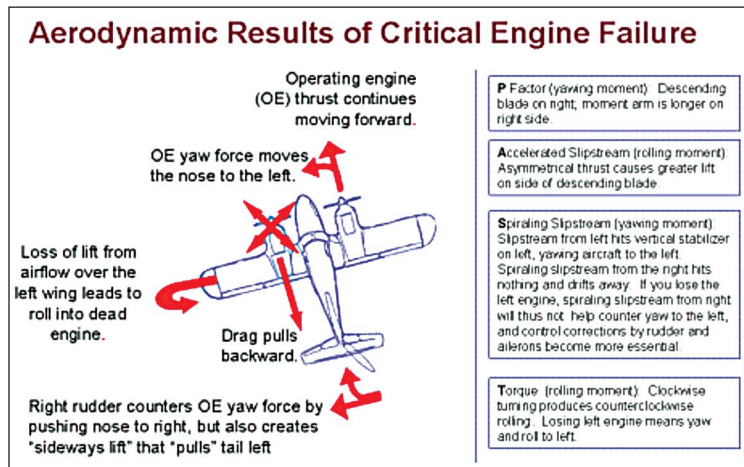 Aerodynamic Results of Critical Engine Failure
Operating engine
(OE) thrust continues
moving forward.
OE yaw force moves
the nose to the left.
Loss of lift from
airflow over the
left wing leads to
roll into dead
engine.
Drag pulls
backward.
Right rudder counters OE yaw force by
pushing nose to right, but also creates
"sideways lift" that "pulls" tail left
P Factor (yawing moment): Descending
blade on right; moment arm is longer on
right side.
Accelerated Slipstream (rolling moment):
Asymmetrical thrust causes greater lift
on side of descending blade.
Spiraling Slipstream (yawing moment):
Slipstream from left hits vertical stabilizer
on left, yawing aircraft to the left.
Spiraling slipstream from the right hits
nothing and drifts away. If you lose the
left engine, spiraling slipstream from right
will thus not help counter yaw to the left,
and control corrections by rudder and
ailerons become more essential.
Torque (rolling moment): Clockwise
turning produces counterclockwise
rolling. Losing left engine means yaw
and roll to left.